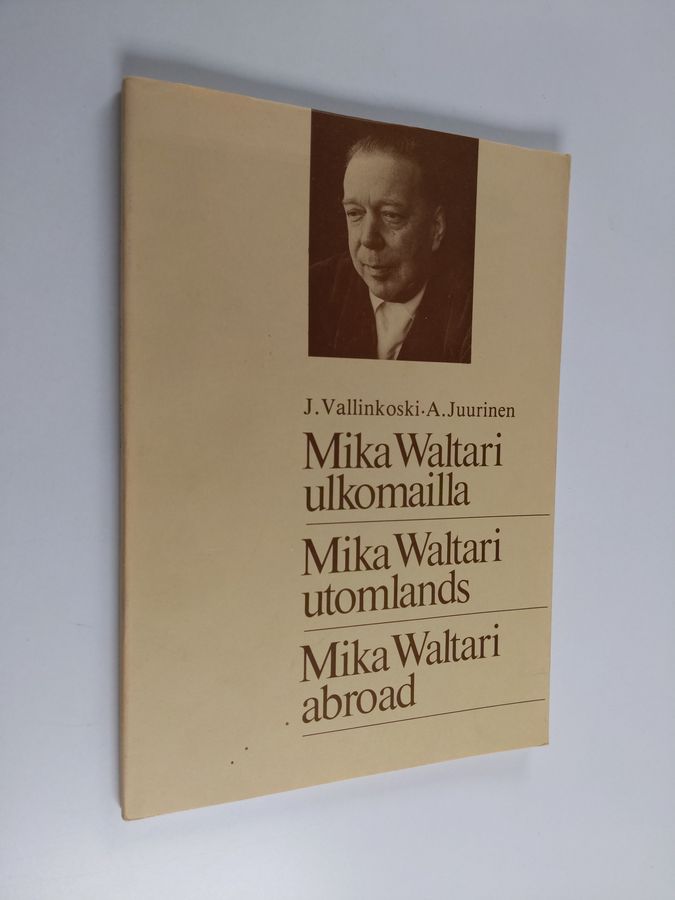 J. Vallinkoski · A. Juurinen
Mika Waltari
ulkomailla
Mika Waltari
utomlands
Mika Waltari
abroad